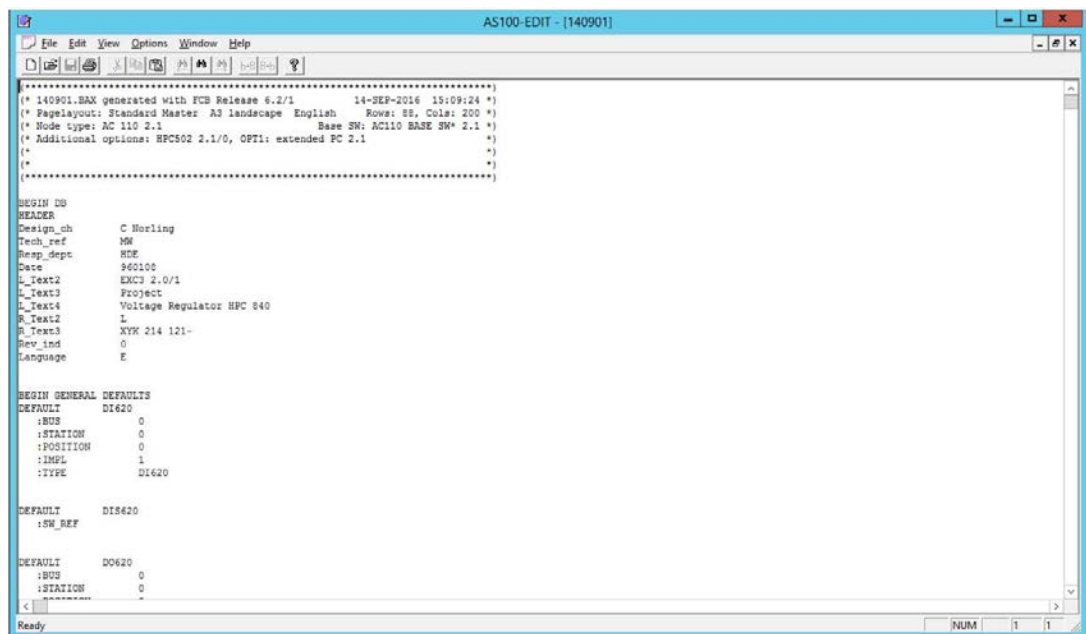 AS100-EDIT - [140901]
File Edit View Options Window Help
(******************************************************************************)
(* 140901.BAX generated with FCB Release 6.2/1 14-SEP-2016 15:09:24 *)
(* Pagelayout: Standard Master A3 landscape English Rows: 88, Cols: 200 *)
(* Node type: AC 110 2.1 Base SW: AC110 BASE SW* 2.1 *)
(* Additional options: HPC502 2.1/0, OPT1: extended PC 2.1 *)
(* *)
(* *)
(******************************************************************************)
BEGIN DB
HEADER
Design_ch C Norling
Tech_ref MW
Resp_dept HDE
Date 960108
L_Text2 EXC3 2.0/1
L_Text3 Project
L_Text4 Voltage Regulator HPC 840
R_Text2 L
R_Text3 XYK 214 121-
Rev_ind 0
Language E
BEGIN GENERAL DEFAULTS
DEFAULT DI620
:BUS 0
:STATION 0
:POSITION 0
:IMPL 1
:TYPE DI620
DEFAULT DIS620
:SW_REF
DEFAULT DO620
:BUS 0
:STATION 0
Ready NUM 1 1